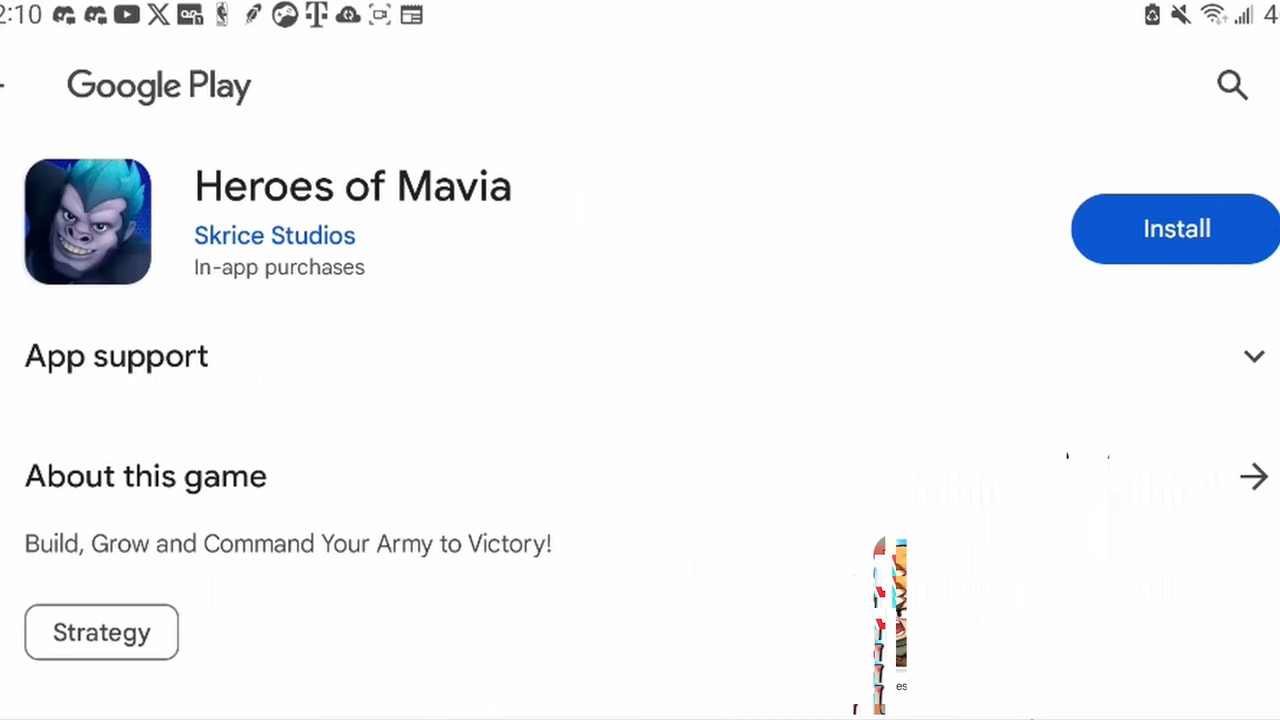 2:10
Google Play
Heroes of Mavia
Skrice Studios
In-app purchases
Install
App support
About this game
Build, Grow and Command Your Army to Victory!
Strategy
es